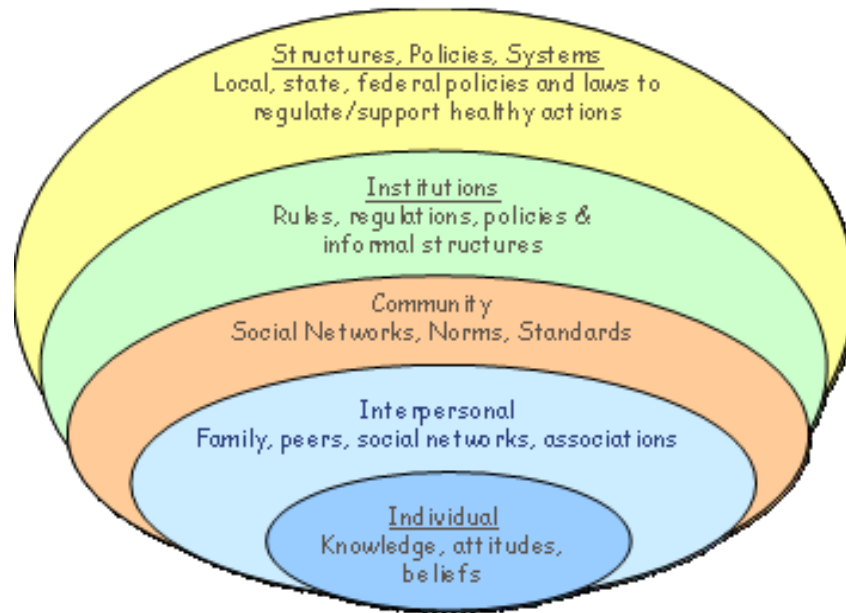 Structures, Policies, Systems
Local, state, federal policies and laws to
regulate/support healthy actions
Institutions
Rules, regulations, policies &
informal structures
Community
Social Networks, Norms, Standards
Interpersonal
Family, peers, social networks, associations
Individual
Knowledge, attitudes,
beliefs